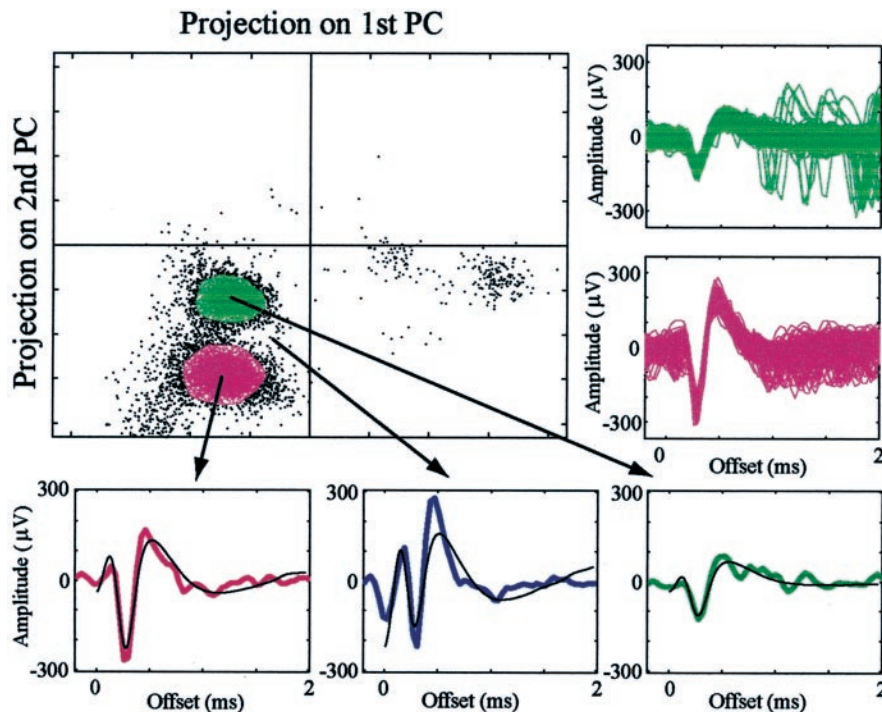 Projection on 1st PC
Projection on 2nd PC
300
0
-300
Amplitude ( μV)
300
0
-300
Amplitude ( μV)
0
2
Offset (ms)
300
0
-300
Amplitude ( μV)
0
2
Offset (ms)
300
0
-300
0
2
Offset (ms)
300
0
-300
0
2
Offset (ms)